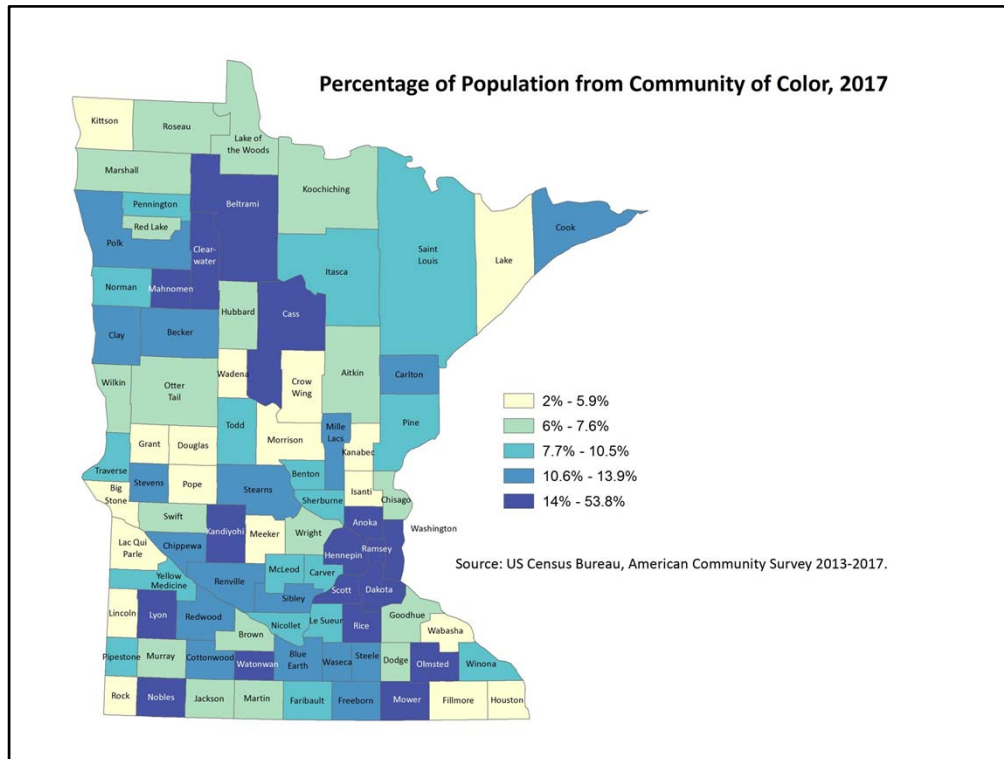 Percentage of Population from Community of Color, 2017
Kittson
Roseau
Lake of
the Woods
Marshall
Koochiching
Pennington
Beltrami
Red Lake
Polk
Clear-
water
Saint
Louis
Cook
Lake
Itasca
Norman
Mahnomen
Hubbard
Cass
Clay
Becker
Wadena
Crow
Wing
Aitkin
Carlton
Wilkin
Otter
Tail
Todd
Mille
Lacs
Pine
Grant
Douglas
Morrison
Kanabec
Traverse
Benton
Big
Stone
Stevens
Pope
Stearns
Sherburne
Isanti
Chisago
Swift
Kandiyohi
Meeker
Wright
Anoka
Washington
Lac Qui
Parle
Chippewa
Hennepin
Ramsey
Yellow
Medicine
Renville
McLeod
Carver
Scott
Dakota
Sibley
Lincoln
Lyon
Redwood
Nicollet
Le Sueur
Rice
Goodhue
Wabasha
Brown
Pipestone
Murray
Cottonwood
Watonwan
Blue
Earth
Waseca
Steele
Dodge
Olmsted
Winona
Rock
Nobles
Jackson
Martin
Faribault
Freeborn
Mower
Fillmore
Houston
2% - 5.9%
6% - 7.6%
7.7% - 10.5%
10.6% - 13.9%
14% - 53.8%
Source: US Census Bureau, American Community Survey 2013-2017.